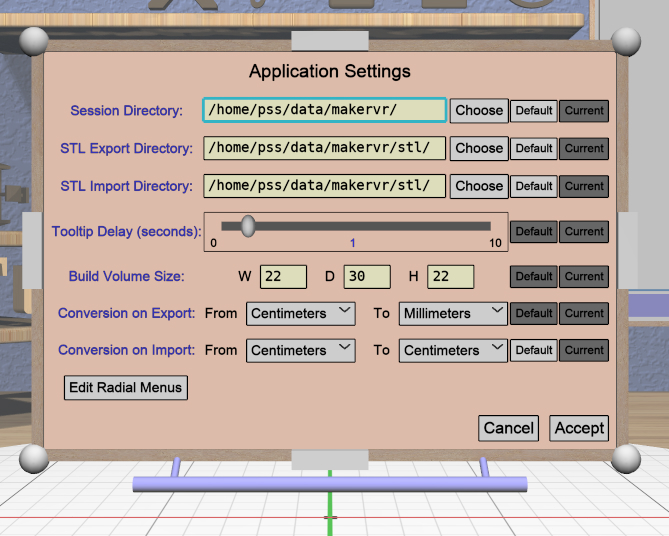 Application Settings
Session Directory: /home/pss/data/makervr/ Choose Default Current
STL Export Directory: /home/pss/data/makervr/stl/ Choose Default Current
STL Import Directory: /home/pss/data/makervr/stl/ Choose Default Current
Tooltip Delay (seconds): 0 1 10 Default Current
Build Volume Size: W 22 D 30 H 22 Default Current
Conversion on Export: From Centimeters To Millimeters Default Current
Conversion on Import: From Centimeters To Centimeters Default Current
Edit Radial Menus
Cancel Accept